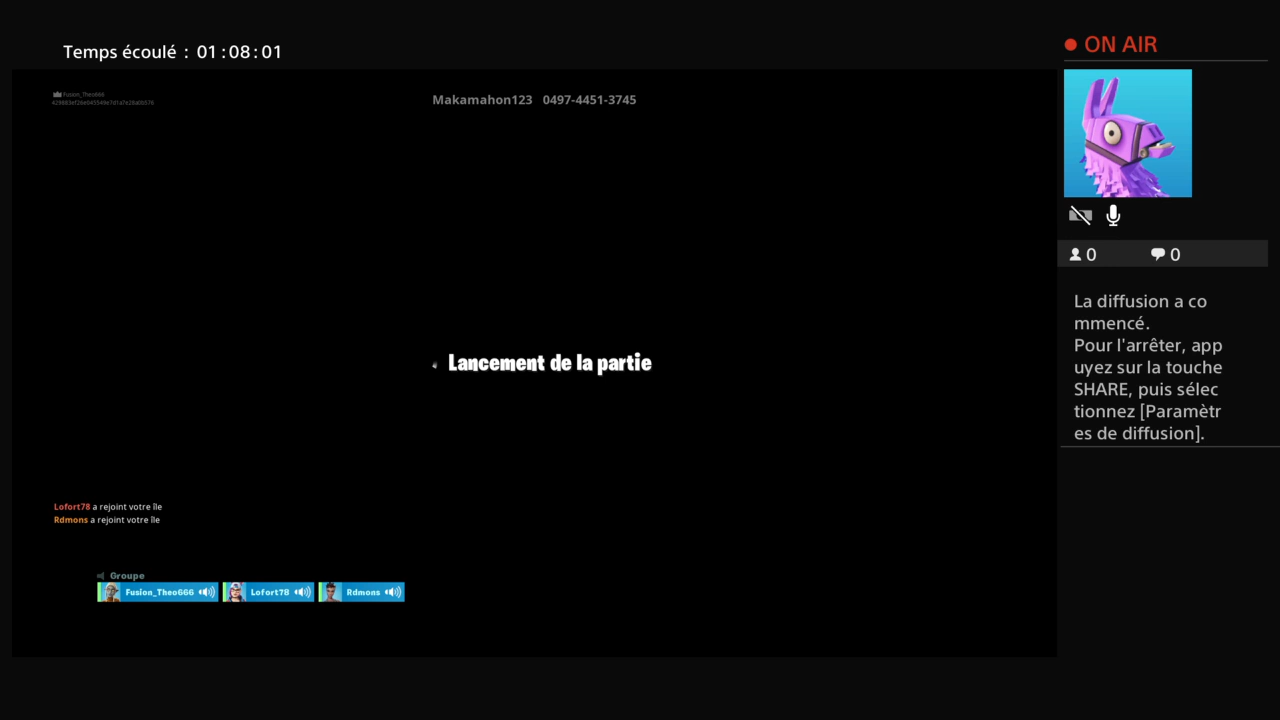 Temps écoulé : 01:08:01
ON AIR
Fusion_Theo666
Makamahon123 0497-4451-3745
0
0
La diffusion a co
mmencé.
Pour l'arrêter, app
uyez sur la touche
SHARE, puis sélec
tionnez [Paramètr
es de diffusion].
Lancement de la partie
Lofort78 a rejoint votre île
Rdmons a rejoint votre île
Groupe
Fusion_Theo666
Lofort78
Rdmons